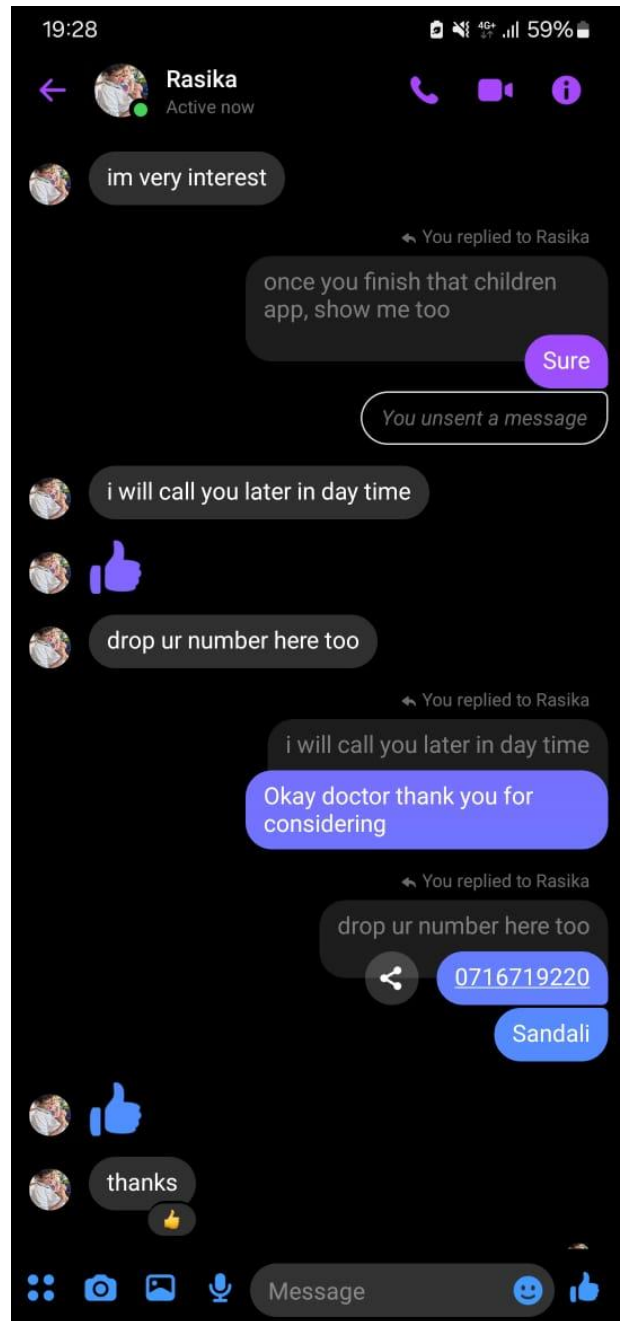 19:28
4G+
59%
Rasika
Active now
im very interest
You replied to Rasika
once you finish that children
app, show me too
Sure
You unsent a message
i will call you later in day time
drop ur number here too
You replied to Rasika
i will call you later in day time
Okay doctor thank you for
considering
You replied to Rasika
drop ur number here too
0716719220
Sandali
thanks
Message